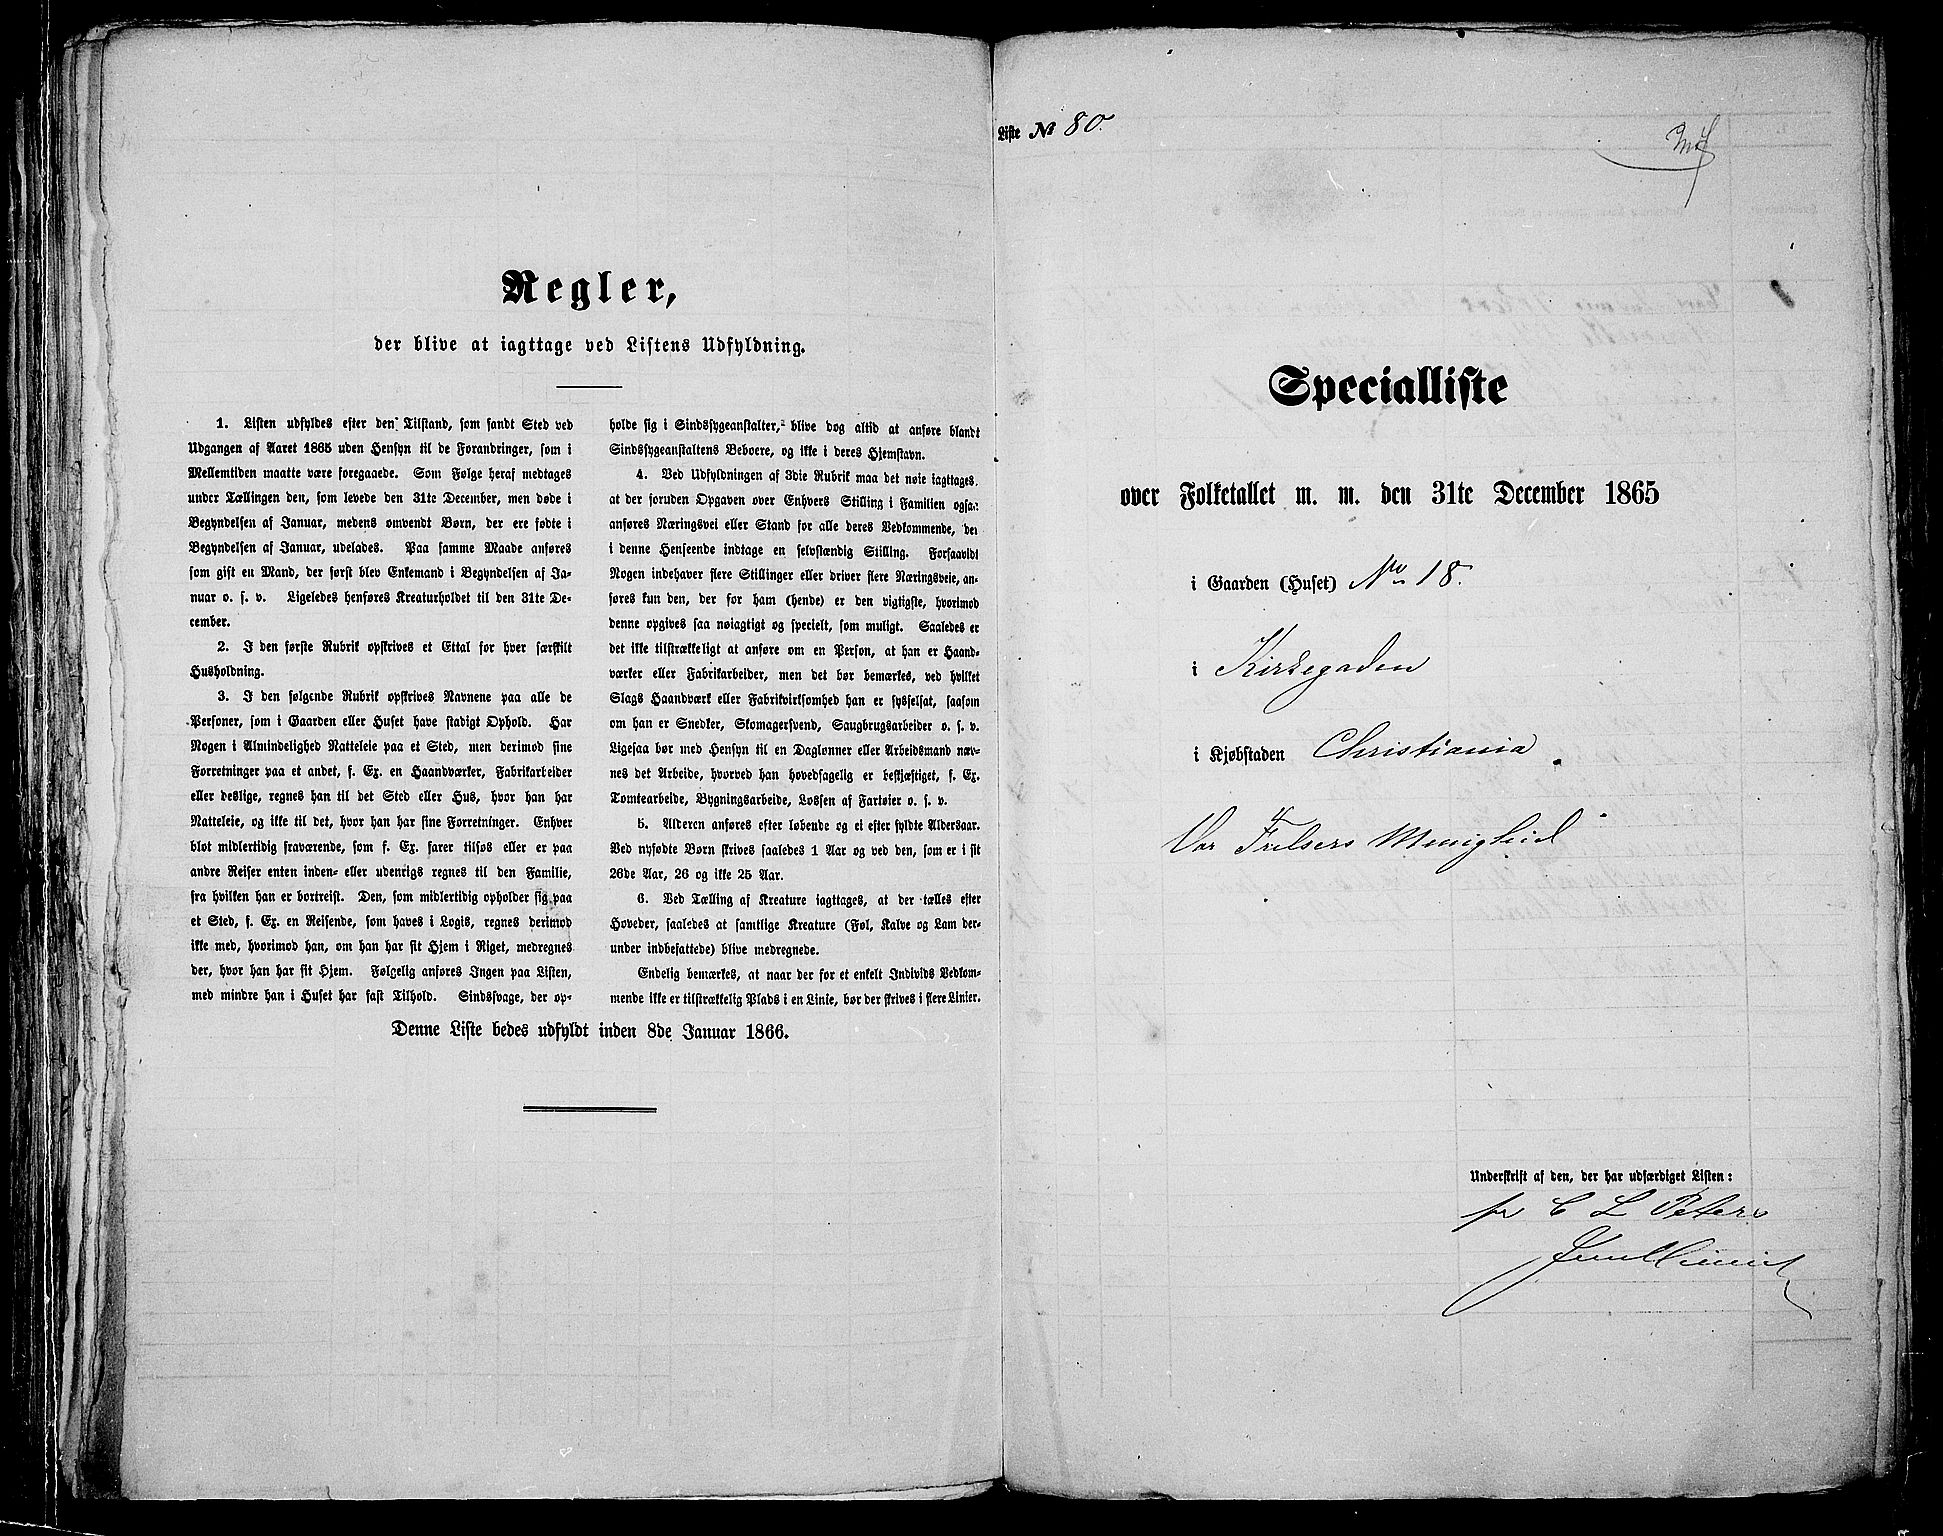 Regler,
der blive at iagttage ved Listens Udfyldning.
1. Listen udfyldes efter den Tilstand, som fandt Sted ved
Udgangen af Aaret 1865 uden Hensyn til de Forandringer, som i
Mellemtiden maatte være foregaaede. Som Følge heraf medtages
under Tællingen den, som levede den 31te December, men døde i
Begyndelsen af Januar, medens omvendt Børn, der ere fødte i
Begyndelsen af Januar, udelades. Paa samme Maade anføres
som gift en Mand, der først blev Enkemand i Begyndelsen af Ja-
nuar o. s. v. Ligeledes henføres Kreaturholdet til den 31te De-
cember.
2. I den første Rubrik opskrives et Ettal for hver særskilt
Husholdning.
3. I den følgende Rubrik opskrives Navnene paa alle de
Personer, som i Gaarden eller Huset have stadigt Ophold. Har
Nogen i Almindelighed Natteleie paa et Sted, men derimod sine
Forretninger paa et andet, f. Ex. en Haandværker, Fabrikarbeider
eller deslige, regnes han til det Sted eller Hus, hvor han har
Natteleie, og ikke til det, hvor han har sine Forretninger. Enhver
blot midlertidig fraværende, som f. Ex. farer tilsøs eller er paa
andre Reiser enten inden- eller udenrigs regnes til den Familie,
fra hvilken han er bortreist. Den, som midlertidig opholder sig paa
et Sted, f. Ex. en Reisende, som haves i Logis, regnes derimod
ikke med, hvorimod han, om han har sit Hjem i Riget, medregnes
der, hvor han har sit Hjem. Følgelig anføres Ingen paa Listen,
med mindre han i Huset har fast Tilhold. Sindssvage, der op-
holde sig i Sindssygeanstalter, blive dog altid at anføre blandt
Sindssygeanstaltens Beboere, og ikke i deres Hjemstavn.
4. Ved Udfyldningen af 3die Rubrik maa det nøie iagttages,
at der foruden Opgaven over Enhvers Stilling i Familien ogsaa
anføres Næringsvei eller Stand for alle deres Vedkommende, der
i denne Henseende indtage en selvstændig Stilling. Forsaavidt
Nogen indehaver flere Stillinger eller driver flere Næringsveie, an-
føres kun den, der for ham (hende) er den vigtigste, hvorimod
denne opgives saa nøiagtigt og specielt, som muligt. Saaledes er
det ikke tilstrækkeligt at anføre om en Person, at han er Haand-
værker eller Fabrikarbeider, men det bør bemærkes, ved hvilket
Slags Haandværk eller Fabrikvirksomhed han er sysselsat, saasom
om han er Snedker, Skomagersvend, Saugbrugsarbeider o. s. v.
Ligesaa bør med Hensyn til en Daglønner eller Arbeidsmand næv-
nes det Arbeide, hvorved han hovedsagelig er beskjæftiget, f. Ex.
Tomtearbeide, Bygningsarbeide, Lossen af Fartøier o. s. v.
5. Alderen anføres efter løbende og ei efter fyldte Aldersaar.
Ved nyfødte Børn skrives saaledes 1 Aar og ved den, som er i sit
26de Aar, 26 og ikke 25 Aar.
6. Ved Tælling af Kreature iagttages, at der tælles efter
Hoveder, saaledes at samtlige Kreature (Føl, Kalve og Lam der-
under indbefattede) blive medregnede.
Endelig bemærkes, at naar der for et enkelt Individs Vedkom-
mende ikke er tilstrækkelig Plads i en Linie, bør der skrives i flere Linier.
Denne Liste bedes udfyldt inden 8de Januar 1866.
Liste № 80.
Specialliste
over Folketallet m. m. den 31te December 1865
i Gaarden (Huset) No 18.
i Kirkegaden
i Kjøbstaden Christiania
Vor Frelsers Menighed
Underskrift af den, der har udfærdiget Listen:
pr C L Peters